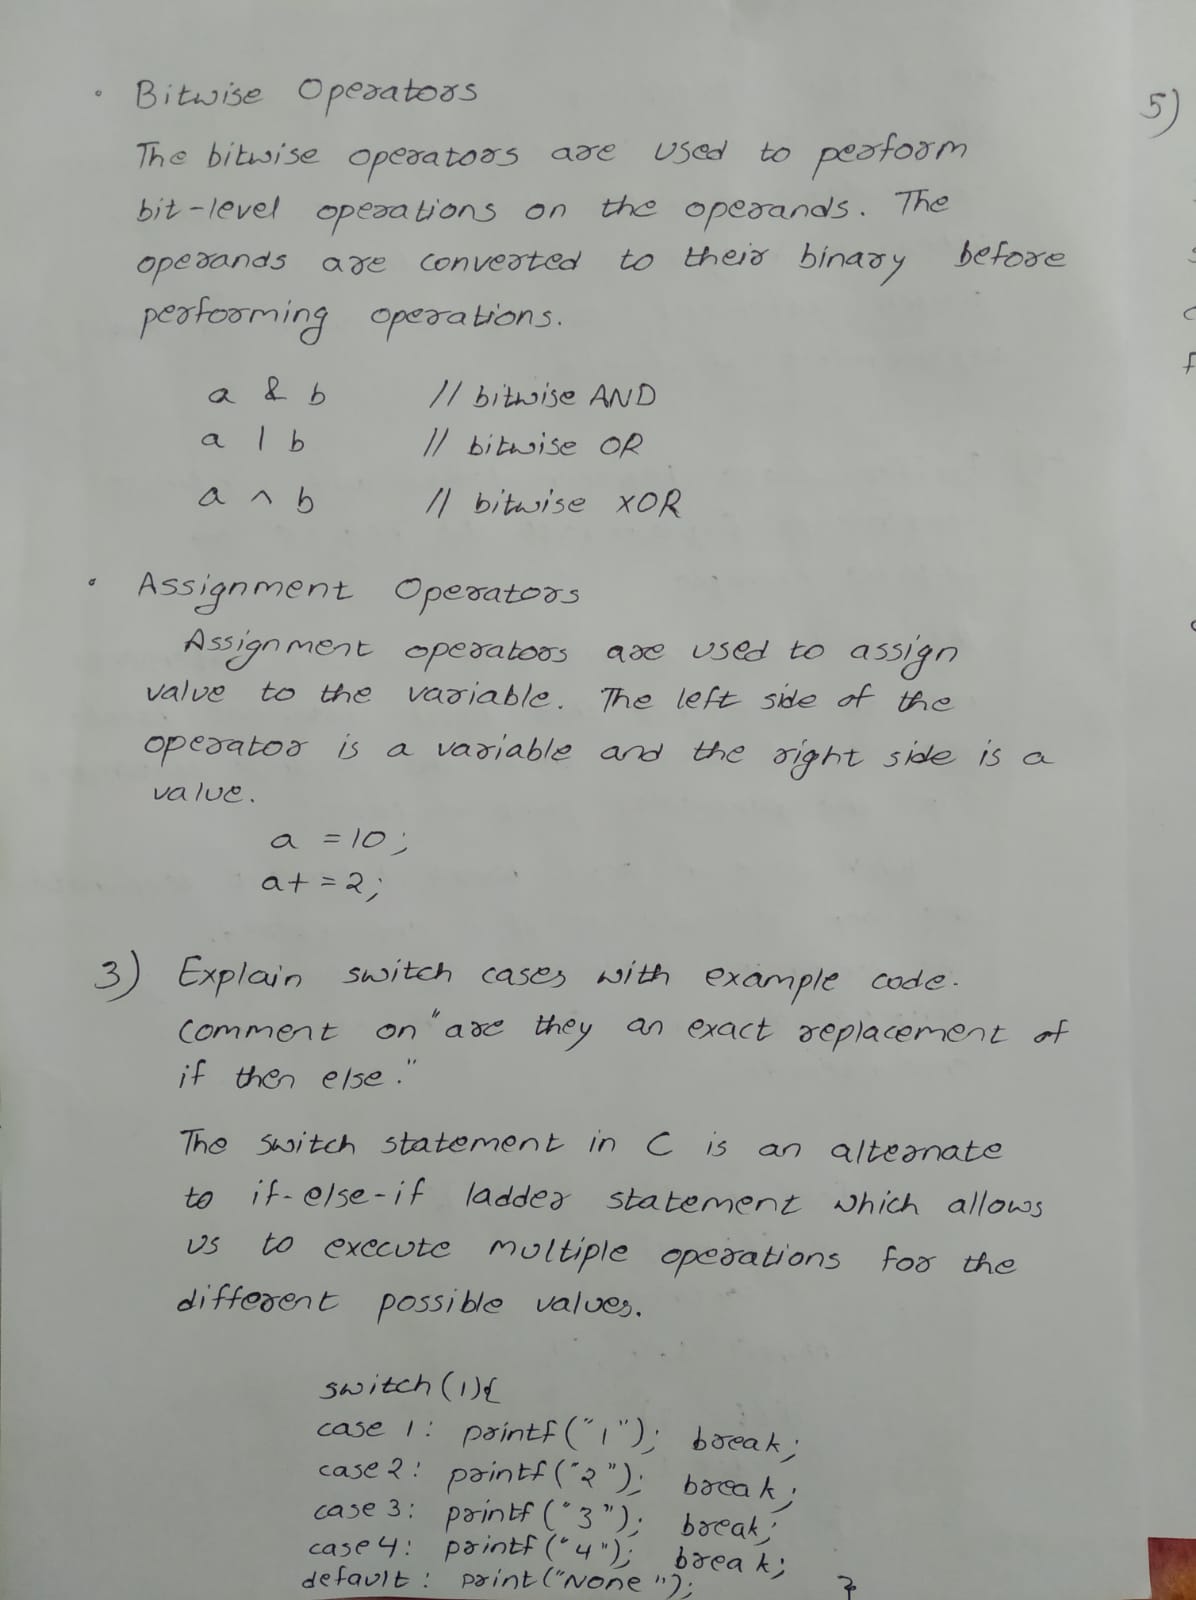 • Bitwise Operators
The bitwise operators are used to perform
bit-level operations on the operands. The
operands are converted to their binary before
performing operations.
a & b // bitwise AND
a | b // bitwise OR
a ^ b // bitwise XOR
• Assignment Operators
Assignment operators are used to assign
value to the variable. The left side of the
operator is a variable and the right side is a
value.
a = 10;
a+=2;
3) Explain switch cases with example code.
Comment on "are they an exact replacement of
if then else."
The switch statement in C is an alternate
to if-else-if ladder statement which allows
us to execute multiple operations for the
different possible values.
switch(1){
case 1: printf("1"); break;
case 2: printf("2"); break;
case 3: printf("3"); break;
case 4: printf("4"); break;
default: print("None"); }
5)